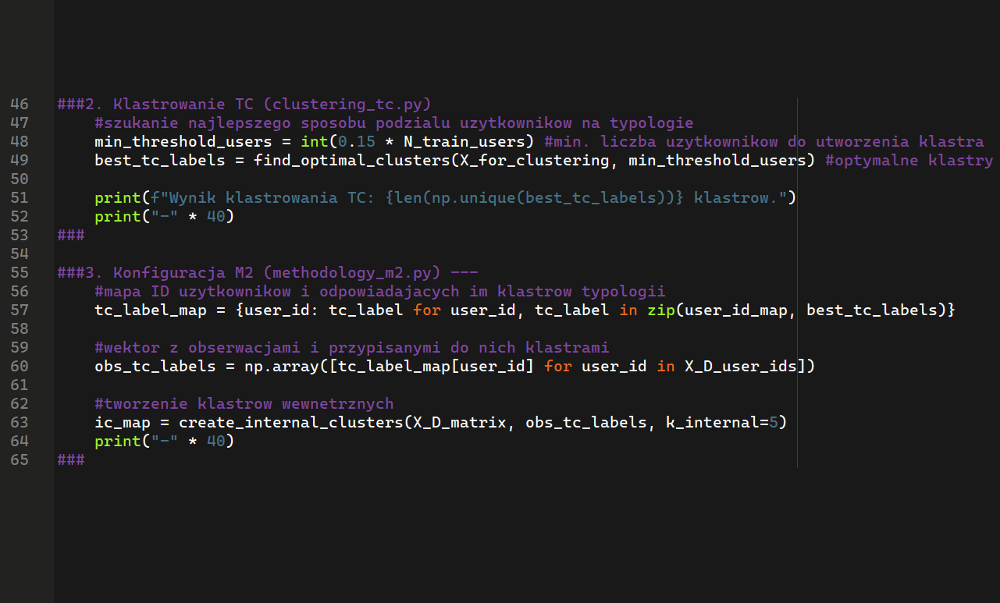 46 ###2. Klastrowanie TC (clustering_tc.py)
47     #szukanie najlepszego sposobu podzialu uzytkownikow na typologie
48     min_threshold_users = int(0.15 * N_train_users) #min. liczba uzytkownikow do utworzenia klastra
49     best_tc_labels = find_optimal_clusters(X_for_clustering, min_threshold_users) #optymalne klastry
50
51     print(f"Wynik klastrowania TC: {len(np.unique(best_tc_labels))} klastrow.")
52     print("-" * 40)
53 ###
54
55 ###3. Konfiguracja M2 (methodology_m2.py) ---
56     #mapa ID uzytkownikow i odpowiadajacych im klastrow typologii
57     tc_label_map = {user_id: tc_label for user_id, tc_label in zip(user_id_map, best_tc_labels)}
58
59     #wektor z obserwacjami i przypisanymi do nich klastrami
60     obs_tc_labels = np.array([tc_label_map[user_id] for user_id in X_D_user_ids])
61
62     #tworzenie klastrow wewnetrznych
63     ic_map = create_internal_clusters(X_D_matrix, obs_tc_labels, k_internal=5)
64     print("-" * 40)
65 ###